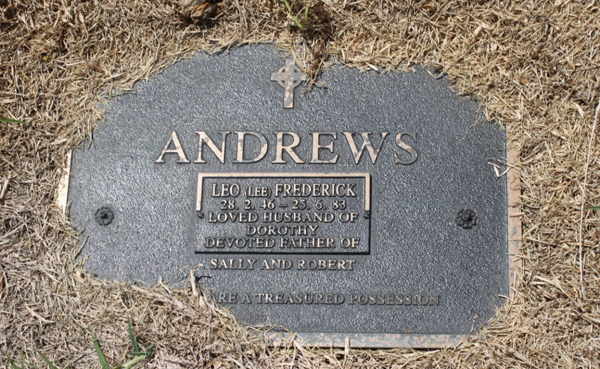 ANDREWS
LEO (LEE) FREDERICK
28. 2. 46 - 25. 6. 83
LOVED HUSBAND OF
DOROTHY
DEVOTED FATHER OF
SALLY AND ROBERT
ARE A TREASURED POSSESSION